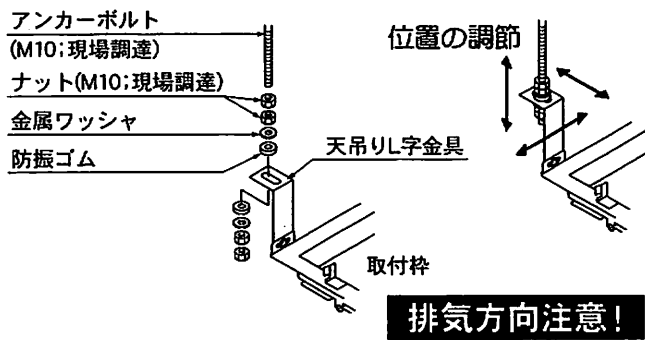 アンカーボルト
(M10;現場調達)
ナット(M10;現場調達)
金属ワッシャ
防振ゴム
天吊りL字金具
取付枠
位置の調節
排気方向注意!